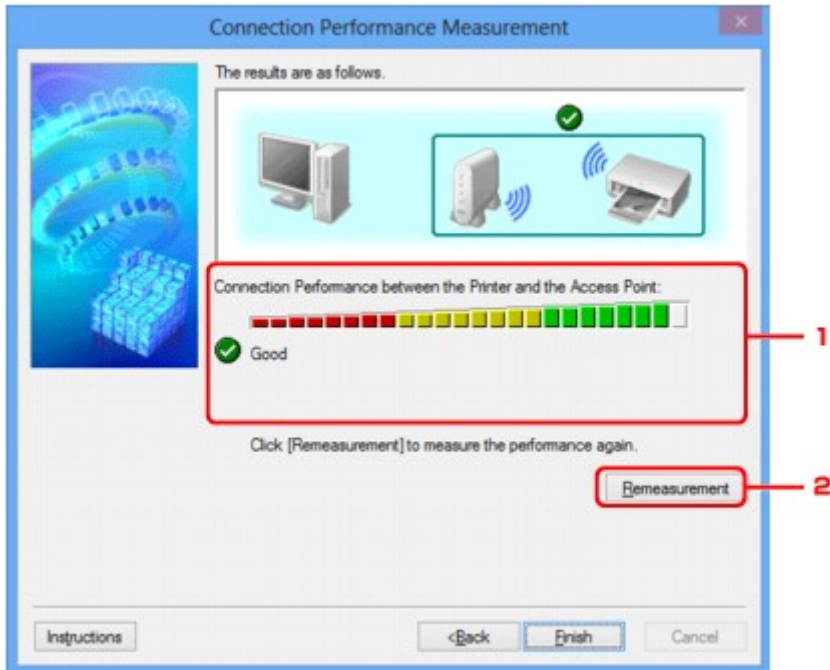 Connection Performance Measurement
The results are as follows.
Connection Performance between the Printer and the Access Point:
Good
1
Click [Remeasurement] to measure the performance again.
Remeasurement
2
Instructions
<Back
Finish
Cancel